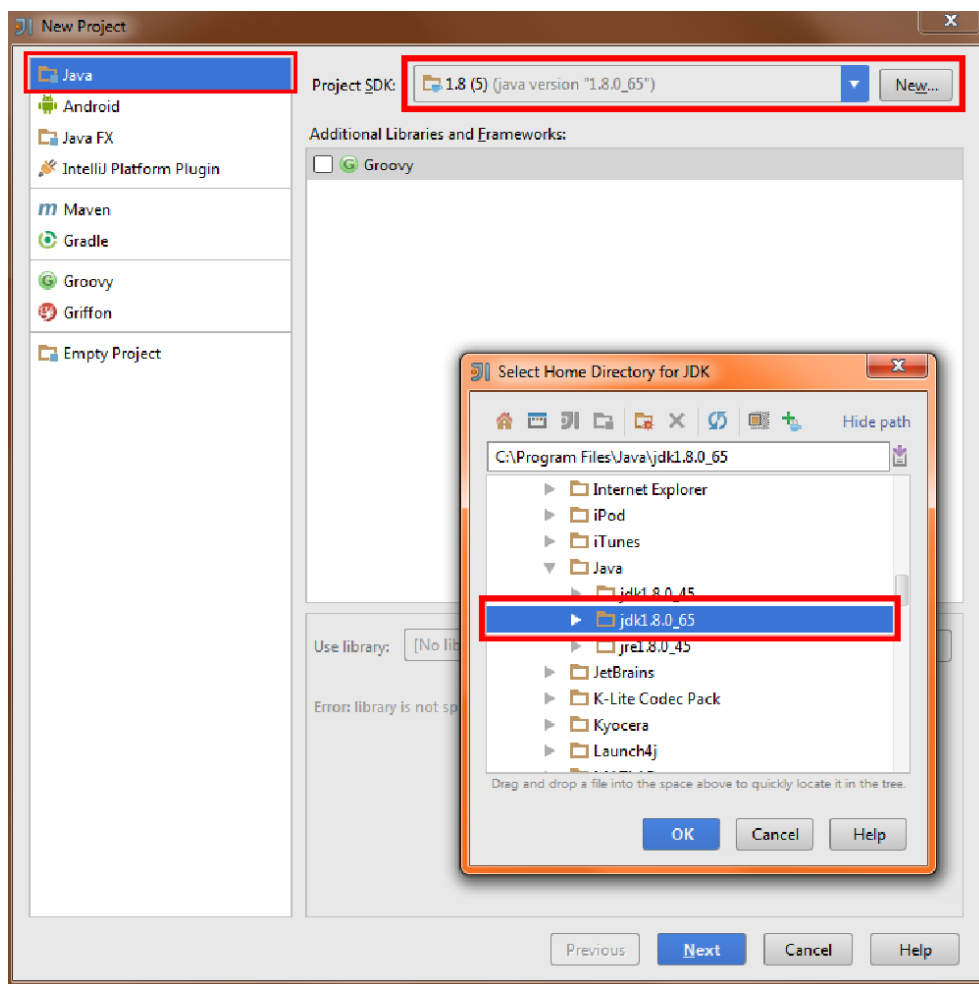 New Project
Java
Android
Java FX
IntelliJ Platform Plugin
Maven
Gradle
Groovy
Griffon
Empty Project
Project SDK: 1.8 (5) (java version "1.8.0_65") New...
Additional Libraries and Frameworks:
Groovy
Use library: [No lib
Error: library is not sp
Select Home Directory for JDK
Hide path
C:\Program Files\Java\jdk1.8.0_65
Internet Explorer
iPod
iTunes
Java
jdk1.8.0_45
jdk1.8.0_65
jre1.8.0_45
JetBrains
K-Lite Codec Pack
Kyocera
Launch4j
Drag and drop a file into the space above to quickly locate it in the tree.
OK Cancel Help
Previous Next Cancel Help